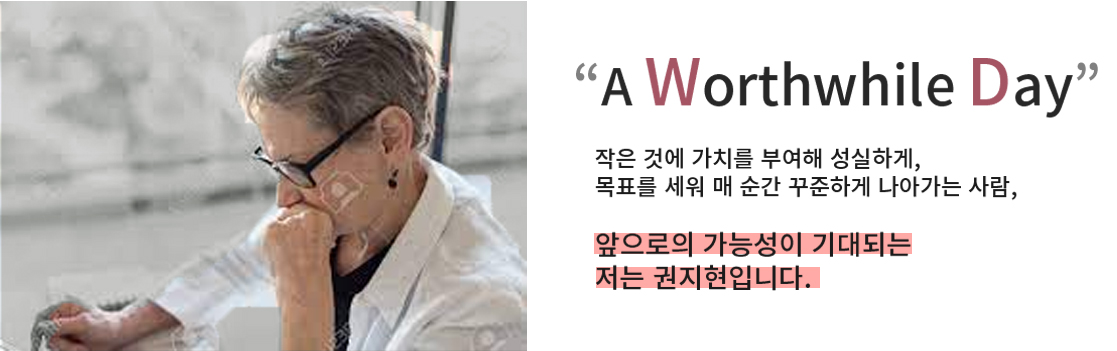 “A Worthwhile Day”
작은 것에 가치를 부여해 성실하게,
목표를 세워 매 순간 꾸준하게 나아가는 사람,
앞으로의 가능성이 기대되는
저는 권지현입니다.